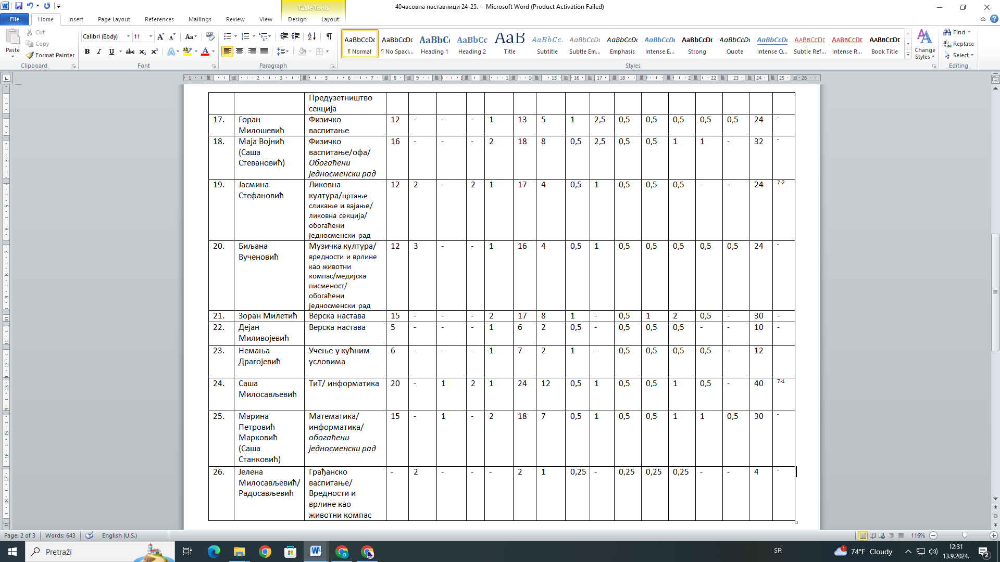 40часовна наставници 24-25. - Microsoft Word (Product Activation Failed)
Table Tools
File Home Insert Page Layout References Mailings Review View Design Layout
Paste
Cut
Copy
Format Painter
Clipboard
Calibri (Body) 11
Font
Paragraph
AaBbCcDc AaBbCcDc AaBbCc AaBbCc AaB AaBbCc. AaBbCcDc AaBbCcDc AaBbCcDc AaBbCcDc AaBbCcDc AaBbCcDc AABBCCDE AABBCCDE AABBCCDE
¶ Normal ¶ No Spaci... Heading 1 Heading 2 Title Subtitle Subtle Em... Emphasis Intense E... Strong Quote Intense Q... Subtle Ref... Intense R... Book Title
Styles
Change
Styles
Find
Replace
Select
Editing
Предузетништво
секција
17. Горан Физичко 12 - - - 1 13 5 1 2,5 0,5 0,5 0,5 0,5 0,5 24 -
Милошевић васпитање
18. Маја Војнић Физичко 16 - - - 2 18 8 0,5 2,5 0,5 0,5 1 1 - 32 -
(Саша васпитање/офа/
Стевановић) Обогаћени
једносменски рад
19. Јасмина Ликовна 12 2 - 2 1 17 4 0,5 1 0,5 0,5 0,5 - - 24 7-2
Стефановић култура/цртање
сликање и вајање/
ликовна секција/
обогаћени
једносменски рад
20. Биљана Музичка култура/ 12 3 - - 1 16 4 0,5 1 0,5 0,5 0,5 0,5 0,5 24 -
Вученовић вредности и врлине
као животни
компас/медијска
писменост/
обогаћени
једносменски рад
21. Зоран Милетић Верска настава 15 - - - 2 17 8 1 - 0,5 1 2 0,5 - 30 -
22. Дејан Верска настава 5 - - - 1 6 2 0,5 - 0,5 0,5 0,5 - - 10 -
Миливојевић
23. Немања Учење у кућним 6 - - - 1 7 2 1 - 0,5 0,5 0,5 0,5 - 12
Драгојевић условима
24. Саша ТиТ/ информатика 20 - 1 2 1 24 12 0,5 1 0,5 0,5 1 0,5 - 40 7-1
Милосављевић
25. Марина Математика/ 15 - 1 - 2 18 7 0,5 1 0,5 0,5 1 1 0,5 30 -
Петровић информатика/
Марковић обогаћени
(Саша једносменски рад
Станковић)
26. Јелена Грађанско - 2 - - - 2 1 0,25 - 0,25 0,25 0,25 - - 4 -
Милосављевић/ васпитање/
Радосављевић Вредности и
врлине као
животни компас
Page: 2 of 3 Words: 643 English (U.S.) 116%
Pretraži SR 74°F Cloudy 12:31
13.9.2024. 2